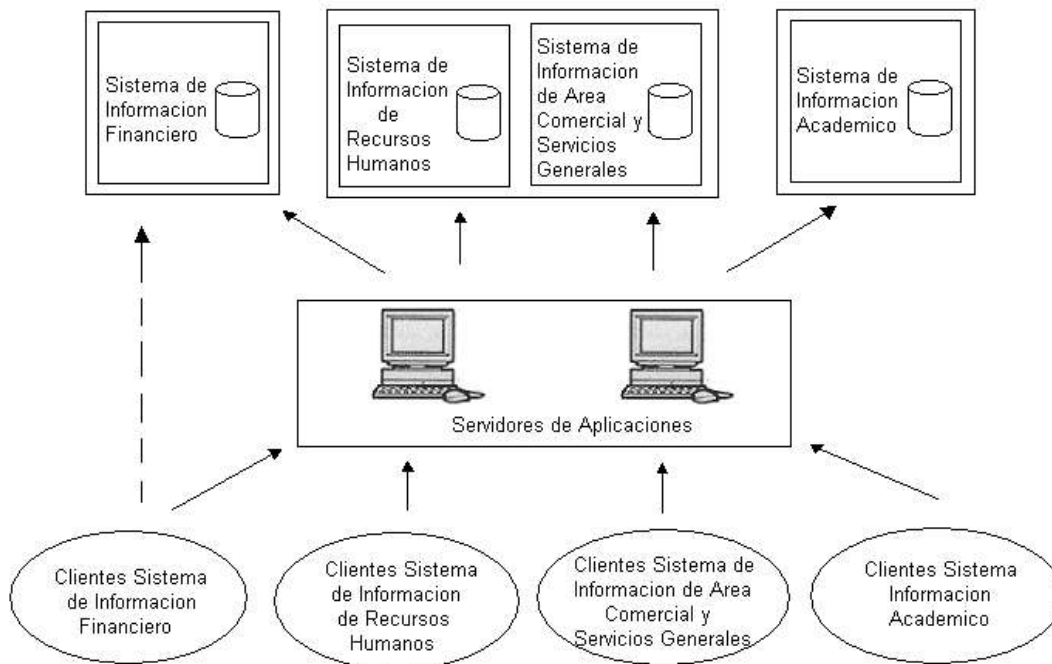 Sistema de
Informacion
Financiero
Sistema de
Informacion
de
Recursos
Humanos
Sistema de
Informacion
de Area
Comercial y
Servicios
Generales
Sistema de
Informacion
Academico
Servidores de Aplicaciones
Clientes Sistema
de Informacion
Financiero
Clientes Sistema
de Informacion
de Recursos
Humanos
Clientes Sistema de
Informacion de Area
Comercial y
Servicios Generales
Clientes Sistema
Informacion
Academico